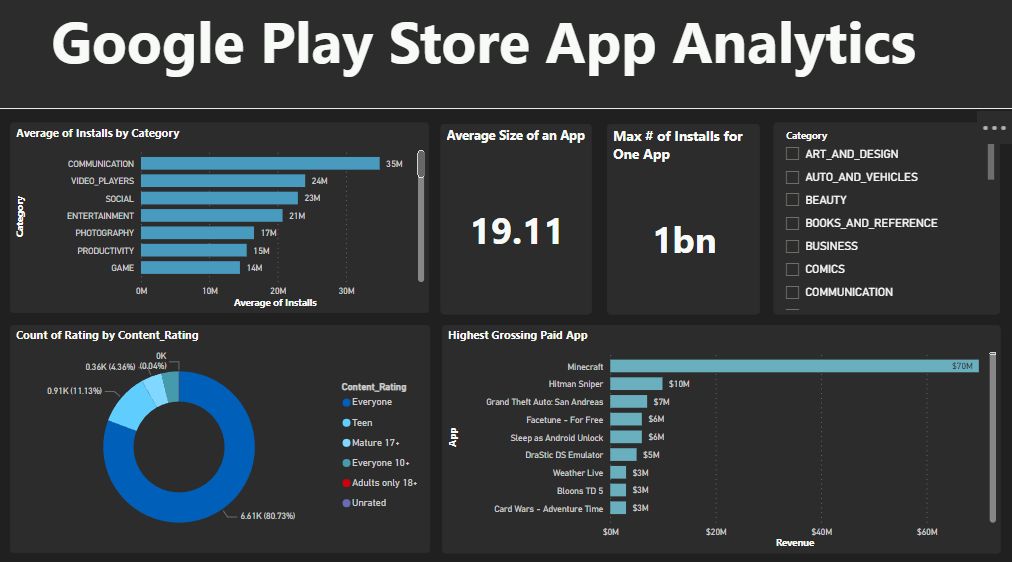 Google Play Store App Analytics
Average of Installs by Category
Category
COMMUNICATION 35M
VIDEO_PLAYERS 24M
SOCIAL 23M
ENTERTAINMENT 21M
PHOTOGRAPHY 17M
PRODUCTIVITY 15M
GAME 14M
0M 10M 20M 30M
Average of Installs
Average Size of an App
19.11
Max # of Installs for
One App
1bn
Category
ART_AND_DESIGN
AUTO_AND_VEHICLES
BEAUTY
BOOKS_AND_REFERENCE
BUSINESS
COMICS
COMMUNICATION
Count of Rating by Content_Rating
0K
(0.04%)
0.36K (4.36%)
0.91K (11.13%)
6.61K (80.73%)
Content_Rating
Everyone
Teen
Mature 17+
Everyone 10+
Adults only 18+
Unrated
Highest Grossing Paid App
App
Minecraft $70M
Hitman Sniper $10M
Grand Theft Auto: San Andreas $7M
Facetune - For Free $6M
Sleep as Android Unlock $6M
DraStic DS Emulator $5M
Weather Live $3M
Bloons TD 5 $3M
Card Wars - Adventure Time $3M
$0M $20M $40M $60M
Revenue